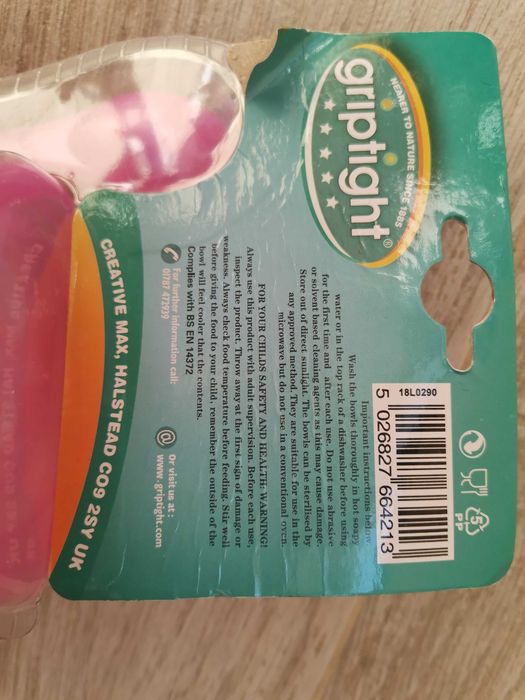 NEARER TO NATURE SINCE 1885
griptight®
18L0290
5 026827 664213
5
PP
Important instructions below
Wash the bowls thoroughly in hot soapy
water or in the top rack of a dishwasher before using
for the first time and after each use. Do not use abrasive
or solvent based cleaning agents as this may cause damage.
Store out of direct sunlight. The bowls can be sterilised by
any approved method. They are suitable for use in the
microwave but do not use in a conventional oven.
FOR YOUR CHILDS SAFETY AND HEALTH: WARNING!
Always use this product with adult supervision. Before each use,
inspect the product. Throw away at the first sign of damage or
weakness. Always check food temperature before feeding. Stir well
before giving the food to your child, remember the outside of the
bowl will feel cooler that the contents.
Complies with BS EN 14372
For further information call:
01787 472939
@ Or visit us at :
www.griptight.com
CREATIVE MAX, HALSTEAD CO9 2SY UK